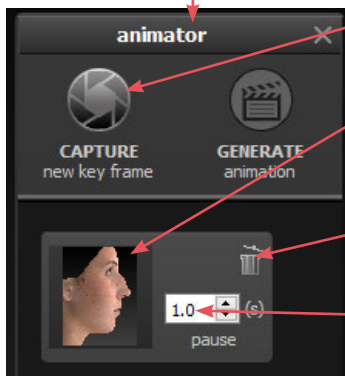 animator
CAPTURE
new key frame
GENERATE
animation
1.0 (s)
pause